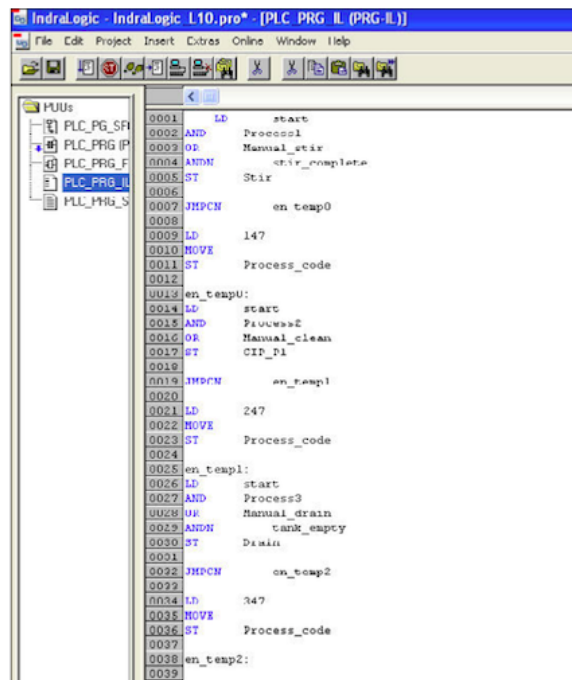 IndraLogic - IndraLogic_L10.pro* - [PLC_PRG_IL (PRG-IL)]
File Edit Project Insert Extras Online Window Help
POUs
PLC_PG_SF
PLC_PRG (P
PLC_PRG_F
PLC_PRG_IL
PLC_PRG_S
0001 LD start
0002 AND Process1
0003 OR Manual_stir
0004 ANDN stir_complete
0005 ST Stir
0006
0007 JMPCN en_temp0
0008
0009 LD 147
0010 MOVE
0011 ST Process_code
0012
0013 en_temp0:
0014 LD start
0015 AND Process2
0016 OR Manual_clean
0017 ST CIP_P1
0018
0019 JMPCN en_temp1
0020
0021 LD 247
0022 MOVE
0023 ST Process_code
0024
0025 en_temp1:
0026 LD start
0027 AND Process3
0028 OR Manual_drain
0029 ANDN tank_empty
0030 ST Drain
0031
0032 JMPCN en_temp2
0033
0034 LD 347
0035 MOVE
0036 ST Process_code
0037
0038 en_temp2:
0039